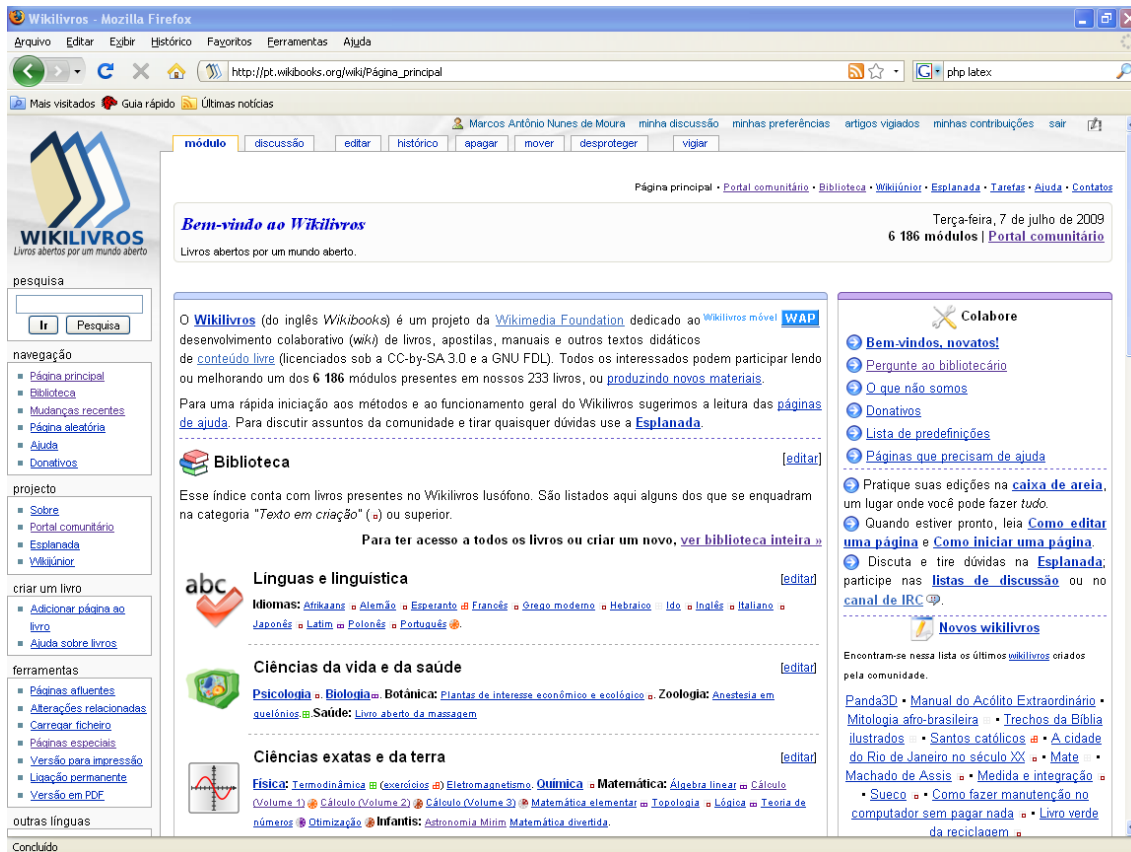 Wikilivros - Mozilla Firefox
Arquivo Editar Exibir Histórico Favoritos Ferramentas Ajuda
http://pt.wikibooks.org/wiki/Página_principal
php latex
Mais visitados Guia rápido Últimas notícias
Marcos Antônio Nunes de Moura minha discussão minhas preferências artigos vigiados minhas contribuições sair
módulo discussão editar histórico apagar mover desproteger vigiar
WIKILIVROS
Livros abertos por um mundo aberto
pesquisa
Ir Pesquisa
navegação
Página principal
Biblioteca
Mudanças recentes
Página aleatória
Ajuda
Donativos
projecto
Sobre
Portal comunitário
Esplanada
Wikijúnior
criar um livro
Adicionar página ao
livro
Ajuda sobre livros
ferramentas
Páginas afluentes
Alterações relacionadas
Carregar ficheiro
Páginas especiais
Versão para impressão
Ligação permanente
Versão em PDF
outras línguas
Página principal • Portal comunitário • Biblioteca • Wikijúnior • Esplanada • Tarefas • Ajuda • Contatos
Bem-vindo ao Wikilivros
Livros abertos por um mundo aberto.
Terça-feira, 7 de julho de 2009
6 186 módulos | Portal comunitário
Wikilivros móvel WAP
O Wikilivros (do inglês Wikibooks) é um projeto da Wikimedia Foundation dedicado ao
desenvolvimento colaborativo (wiki) de livros, apostilas, manuais e outros textos didáticos
de conteúdo livre (licenciados sob a CC-by-SA 3.0 e a GNU FDL). Todos os interessados podem participar lendo
ou melhorando um dos 6 186 módulos presentes em nossos 233 livros, ou produzindo novos materiais.
Para uma rápida iniciação aos métodos e ao funcionamento geral do Wikilivros sugerimos a leitura das páginas
de ajuda. Para discutir assuntos da comunidade e tirar quaisquer dúvidas use a Esplanada.
Biblioteca [editar]
Esse índice conta com livros presentes no Wikilivros lusófono. São listados aqui alguns dos que se enquadram
na categoria "Texto em criação" ( ) ou superior.
Para ter acesso a todos os livros ou criar um novo, ver biblioteca inteira »
abc
Línguas e linguística [editar]
Idiomas: Afrikaans Alemão Esperanto Francês Grego moderno Hebraico Ido Inglês Italiano
Japonês Latim Polonês Português .
Ciências da vida e da saúde [editar]
Psicologia . Biologia . Botânica: Plantas de interesse econômico e ecológico . Zoologia: Anestesia em
quelónios. .Saúde: Livro aberto da massagem
Ciências exatas e da terra [editar]
Física: Termodinâmica (exercícios ) Eletromagnetismo. Química Matemática: Álgebra linear Cálculo
(Volume 1) Cálculo (Volume 2) Cálculo (Volume 3) Matemática elementar Topologia Lógica Teoria de
números Otimização Infantis: Astronomia Mirim Matemática divertida.
Colabore
Bem-vindos, novatos!
Pergunte ao bibliotecário
O que não somos
Donativos
Lista de predefinições
Páginas que precisam de ajuda
Pratique suas edições na caixa de areia,
um lugar onde você pode fazer tudo.
Quando estiver pronto, leia Como editar
uma página e Como iniciar uma página.
Discuta e tire dúvidas na Esplanada;
participe nas listas de discussão ou no
canal de IRC .
Novos wikilivros
Encontram-se nessa lista os últimos wikilivros criados
pela comunidade.
Panda3D • Manual do Acólito Extraordinário •
Mitologia afro-brasileira • Trechos da Bíblia
ilustrados • Santos católicos • A cidade
do Rio de Janeiro no século XX • Mate •
Machado de Assis • Medida e integração
• Sueco • Como fazer manutenção no
computador sem pagar nada • Livro verde
da reciclagem
Concluído